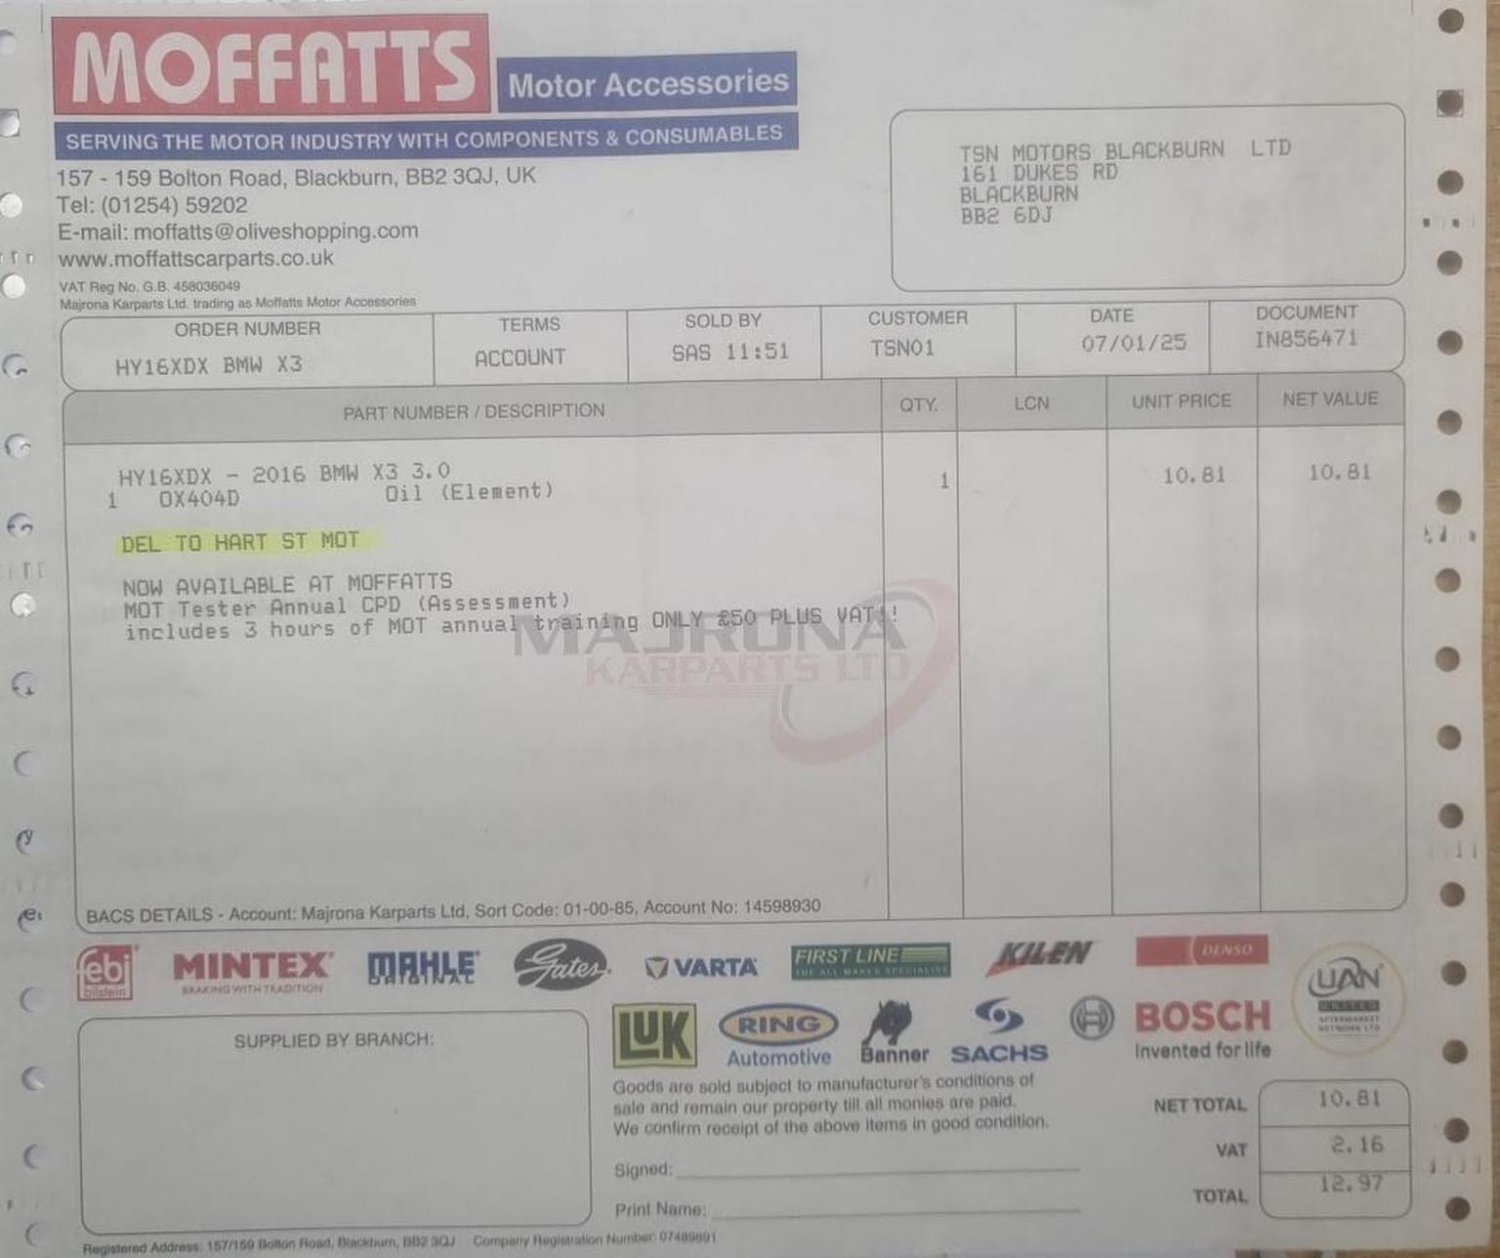 MOFFATTS
Motor Accessories
SERVING THE MOTOR INDUSTRY WITH COMPONENTS & CONSUMABLES
157 - 159 Bolton Road, Blackburn, BB2 3QJ, UK
Tel: (01254) 59202
E-mail: moffatts@oliveshopping.com
www.moffattscarparts.co.uk
VAT Reg No. G.B. 458036049
Majrona Karparts Ltd. trading as Moffatts Motor Accessories
TSN MOTORS BLACKBURN LTD
161 DUKES RD
BLACKBURN
BB2 6DJ
ORDER NUMBER TERMS SOLD BY CUSTOMER DATE DOCUMENT
HY16XDX BMW X3 ACCOUNT SAS 11:51 TSN01 07/01/25 IN856471
PART NUMBER / DESCRIPTION QTY. LCN UNIT PRICE NET VALUE
HY16XDX - 2016 BMW X3 3.0
1 OX404D Oil (Element) 1 10.81 10.81
DEL TO HART ST MOT
NOW AVAILABLE AT MOFFATTS
MOT Tester Annual CPD (Assessment)
includes 3 hours of MOT annual training ONLY £50 PLUS VAT!!
MAJRONA
KARPARTS LTD
BACS DETAILS - Account: Majrona Karparts Ltd, Sort Code: 01-00-85, Account No: 14598930
febi
bilstein
MINTEX
BRAKING WITH TRADITION
MAHLE
ORIGINAL
Gates
VARTA
FIRST LINE
THE ALL MAKES SPECIALIST
KILEN
DENSO
UAN
UNITED
AFTERMARKET
NETWORK LTD
LUK
RING
Automotive
Banner
SACHS
BOSCH
Invented for life
SUPPLIED BY BRANCH:
Goods are sold subject to manufacturer's conditions of
sale and remain our property till all monies are paid.
We confirm receipt of the above items in good condition.
Signed:
Print Name:
NET TOTAL 10.81
VAT 2.16
TOTAL 12.97
Registered Address: 157/159 Bolton Road, Blackburn, BB2 3QJ Company Registration Number: 07489891